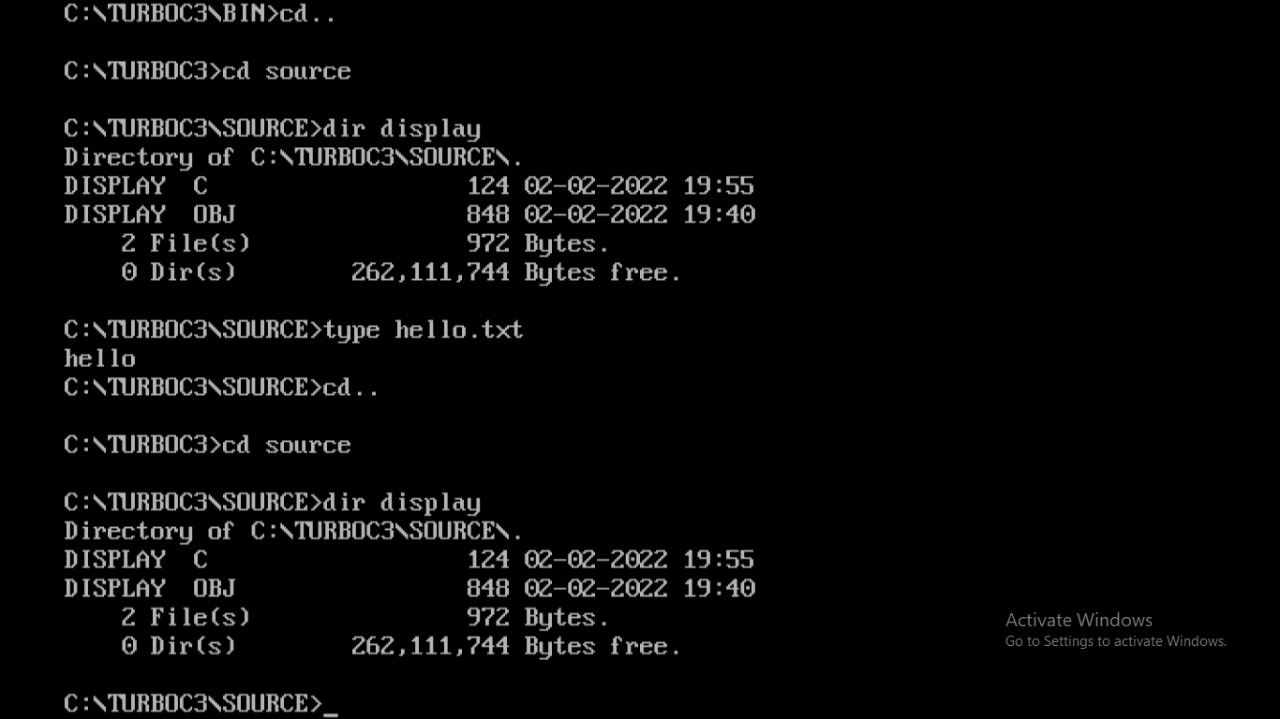 C:\TURBOC3\BIN>cd..
C:\TURBOC3>cd source
C:\TURBOC3\SOURCE>dir display
Directory of C:\TURBOC3\SOURCE\.
DISPLAY  C                  124 02-02-2022 19:55
DISPLAY  OBJ                848 02-02-2022 19:40
    2 File(s)               972 Bytes.
    0 Dir(s)        262,111,744 Bytes free.
C:\TURBOC3\SOURCE>type hello.txt
hello
C:\TURBOC3\SOURCE>cd..
C:\TURBOC3>cd source
C:\TURBOC3\SOURCE>dir display
Directory of C:\TURBOC3\SOURCE\.
DISPLAY  C                  124 02-02-2022 19:55
DISPLAY  OBJ                848 02-02-2022 19:40
    2 File(s)               972 Bytes.
    0 Dir(s)        262,111,744 Bytes free.
C:\TURBOC3\SOURCE>_
Activate Windows
Go to Settings to activate Windows.